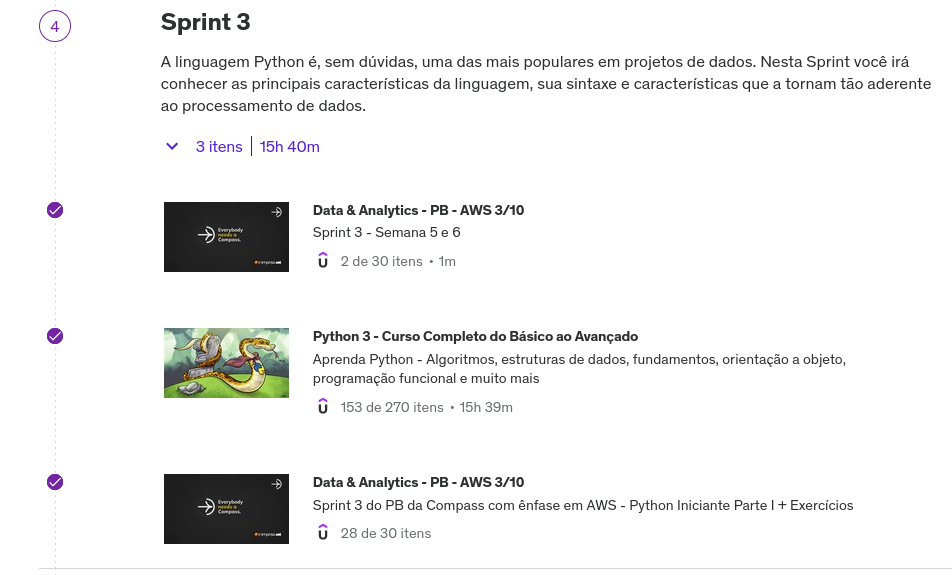 4
Sprint 3
A linguagem Python é, sem dúvidas, uma das mais populares em projetos de dados. Nesta Sprint você irá
conhecer as principais características da linguagem, sua sintaxe e características que a tornam tão aderente
ao processamento de dados.
3 itens | 15h 40m
Everybody
needs a
Compass.
Data & Analytics - PB - AWS 3/10
Sprint 3 - Semana 5 e 6
2 de 30 itens • 1m
Python 3 - Curso Completo do Básico ao Avançado
Aprenda Python - Algoritmos, estruturas de dados, fundamentos, orientação a objeto,
programação funcional e muito mais
153 de 270 itens • 15h 39m
Everybody
needs a
Compass.
Data & Analytics - PB - AWS 3/10
Sprint 3 do PB da Compass com ênfase em AWS - Python Iniciante Parte I + Exercícios
28 de 30 itens